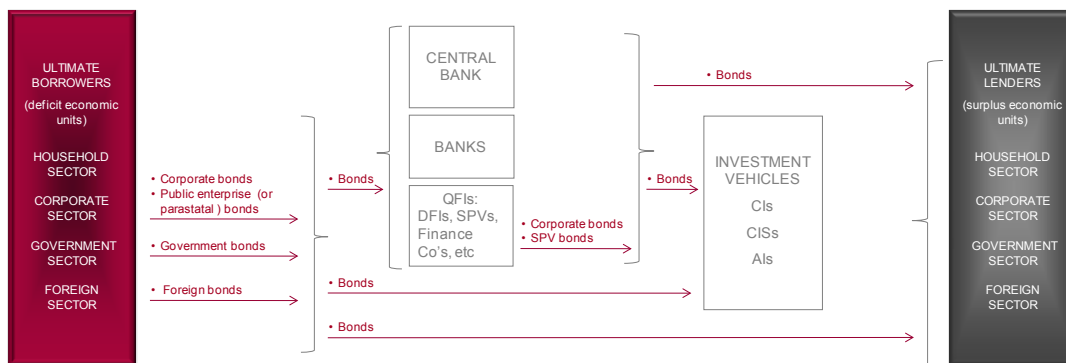 ULTIMATE
BORROWERS
(deficit economic
units)
HOUSEHOLD
SECTOR
CORPORATE
SECTOR
GOVERNMENT
SECTOR
FOREIGN
SECTOR
• Corporate bonds
• Public enterprise (or
parastatal ) bonds
• Government bonds
• Foreign bonds
• Bonds
• Bonds
• Bonds
CENTRAL
BANK
BANKS
QFIs:
DFIs, SPVs,
Finance
Co's, etc
• Corporate bonds
• SPV bonds
• Bonds
• Bonds
INVESTMENT
VEHICLES
CIs
CISs
AIs
ULTIMATE
LENDERS
(surplus economic
units)
HOUSEHOLD
SECTOR
CORPORATE
SECTOR
GOVERNMENT
SECTOR
FOREIGN
SECTOR